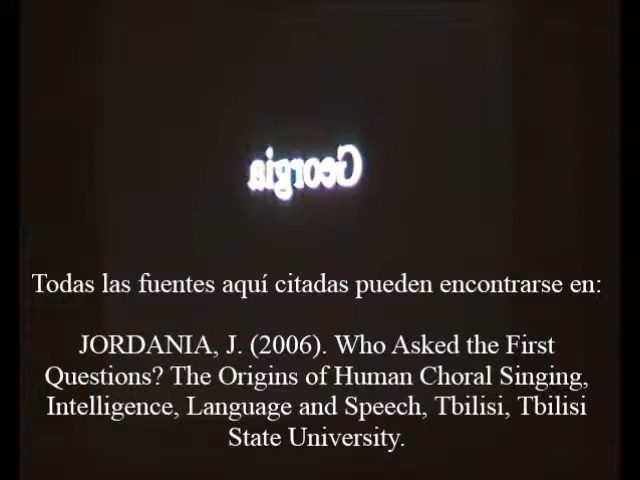 Georgia
Todas las fuentes aquí citadas pueden encontrarse en:
JORDANIA, J. (2006). Who Asked the First
Questions? The Origins of Human Choral Singing,
Intelligence, Language and Speech, Tbilisi, Tbilisi
State University.